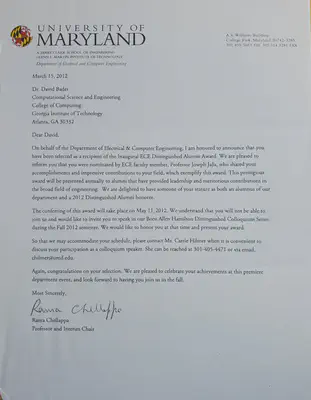 UNIVERSITY OF
MARYLAND
A. JAMES CLARK SCHOOL OF ENGINEERING
GLENN L. MARTIN INSTITUTE OF TECHNOLOGY
Department of Electrical and Computer Engineering
A.V. Williams Building
College Park, Maryland
March 15, 2012
Dr. David Bader
Computational Science and Engineering
College of Computing
Georgia Institute of Technology
Atlanta, GA 30332
Dear David:
On behalf of the Department of Electrical & Computer Engineering, I am honored to announce that you
have been selected as a recipient of the Inaugural ECE Distinguished Alumni Award. We are pleased to
inform you that you were nominated by ECE faculty member, Professor Joseph JaJa, who shared your
accomplishments and impressive contributions to your field, which exemplify this award. This prestigious
award will be presented annually to alumni that have provided leadership and meritorious contributions to
the broad field of engineering. We are delighted to have someone of your stature as both an alumnus of our
department and a 2012 Distinguished Alumni honoree.
The conferring of this award will take place on May 11, 2012. We understand that you will not be able
to join us and would like to invite you to speak in our Booz Allen Hamilton Distinguished Colloquium Series
during the Fall 2012 semester. We would like to honor you at that time and present your award.
So that we may accommodate your schedule, please contact Ms. Carrie Hilmer when it is convenient to
discuss your participation as a colloquium speaker. She can be reached at 301-405-4471 or via email,
chilmer@umd.edu.
Again, congratulations on your selection. We are pleased to celebrate your achievements at this premiere
department event, and look forward to having you join us in the fall.
Most Sincerely,
Rama Chellappa
Rama Chellappa
Professor and Interim Chair